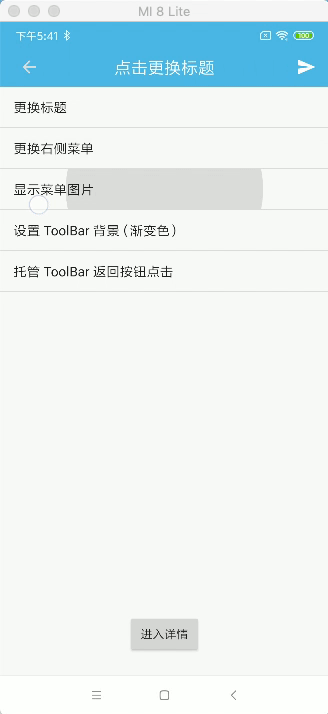 MI 8 Lite
下午5:41
100
点击更换标题
更换标题
更换右侧菜单
显示菜单图片
设置 ToolBar 背景（渐变色）
托管 ToolBar 返回按钮点击
进入详情